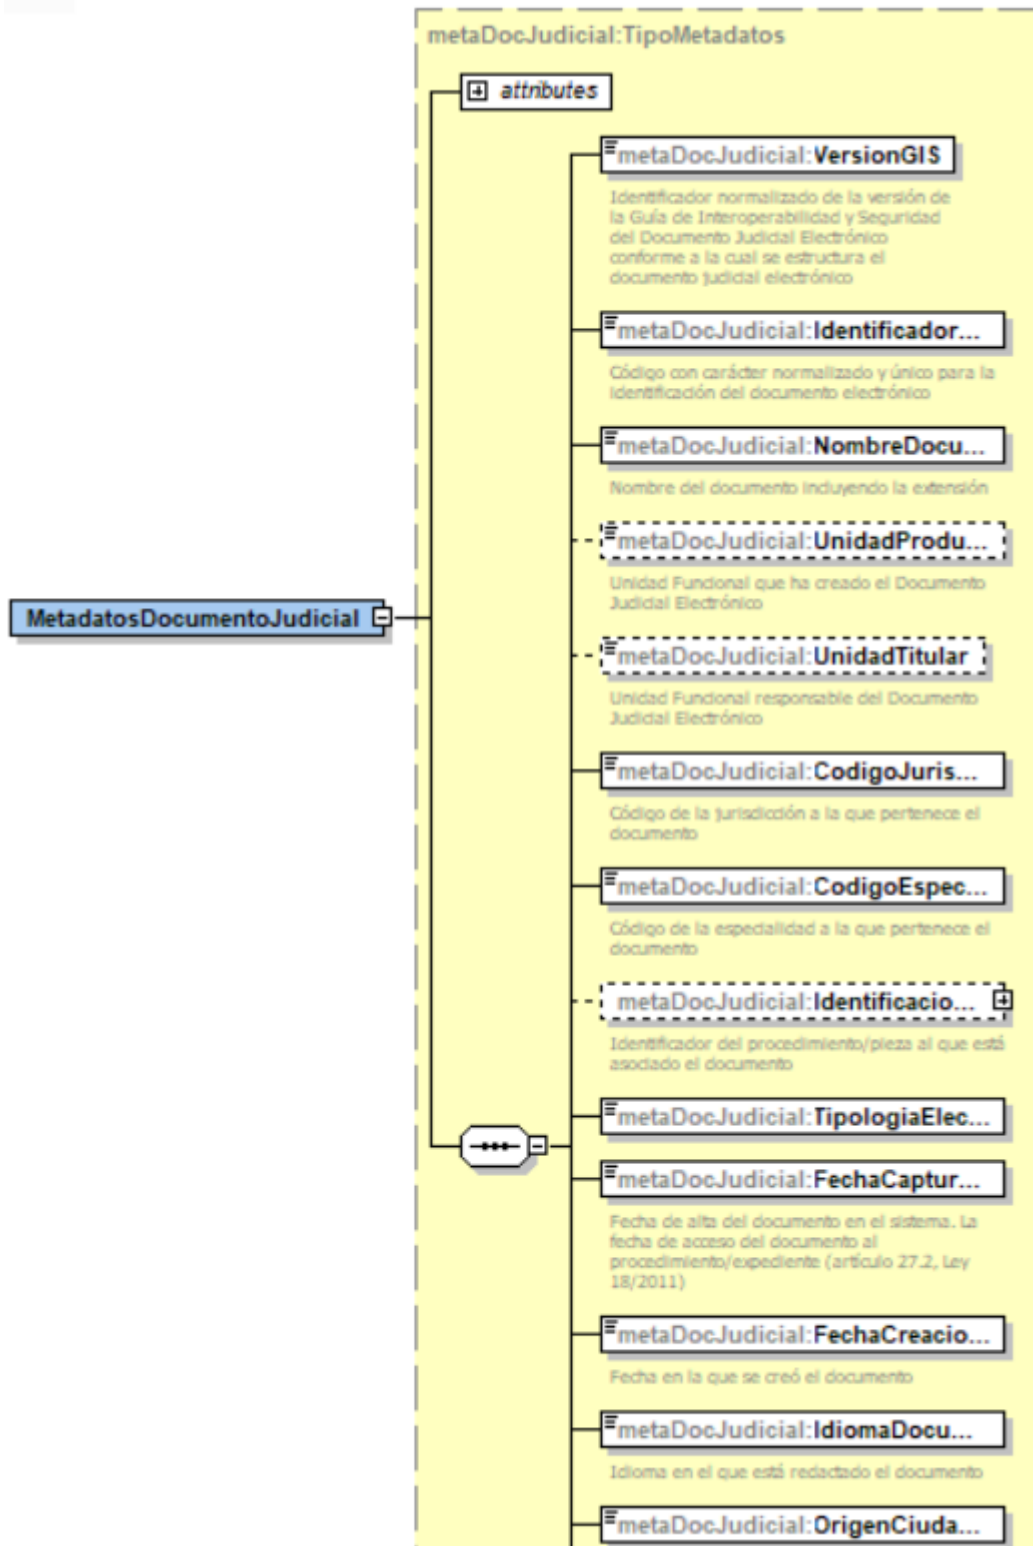 metaDocJudicial:TipoMetadatos
attributes
metaDocJudicial:VersionGIS
Identificador normalizado de la versión de
la Guía de Interoperabilidad y Seguridad
del Documento Judicial Electrónico
conforme a la cual se estructura el
documento judicial electrónico
metaDocJudicial:Identificador...
Código con carácter normalizado y único para la
identificación del documento electrónico
metaDocJudicial:NombreDocu...
Nombre del documento incluyendo la extensión
metaDocJudicial:UnidadProdu...
Unidad Funcional que ha creado el Documento
Judicial Electrónico
MetadatosDocumentoJudicial
metaDocJudicial:UnidadTitular
Unidad Funcional responsable del Documento
Judicial Electrónico
metaDocJudicial:CodigoJuris...
Código de la jurisdicción a la que pertenece el
documento
metaDocJudicial:CodigoEspec...
Código de la especialidad a la que pertenece el
documento
metaDocJudicial:Identificacio...
Identificador del procedimiento/pieza al que está
asociado el documento
metaDocJudicial:TipologiaElec...
metaDocJudicial:FechaCaptur...
Fecha de alta del documento en el sistema. La
fecha de acceso del documento al
procedimiento/expediente (artículo 27.2, Ley
18/2011)
metaDocJudicial:FechaCreacio...
Fecha en la que se creó el documento
metaDocJudicial:IdiomaDocu...
Idioma en el que está redactado el documento
metaDocJudicial:OrigenCiuda...